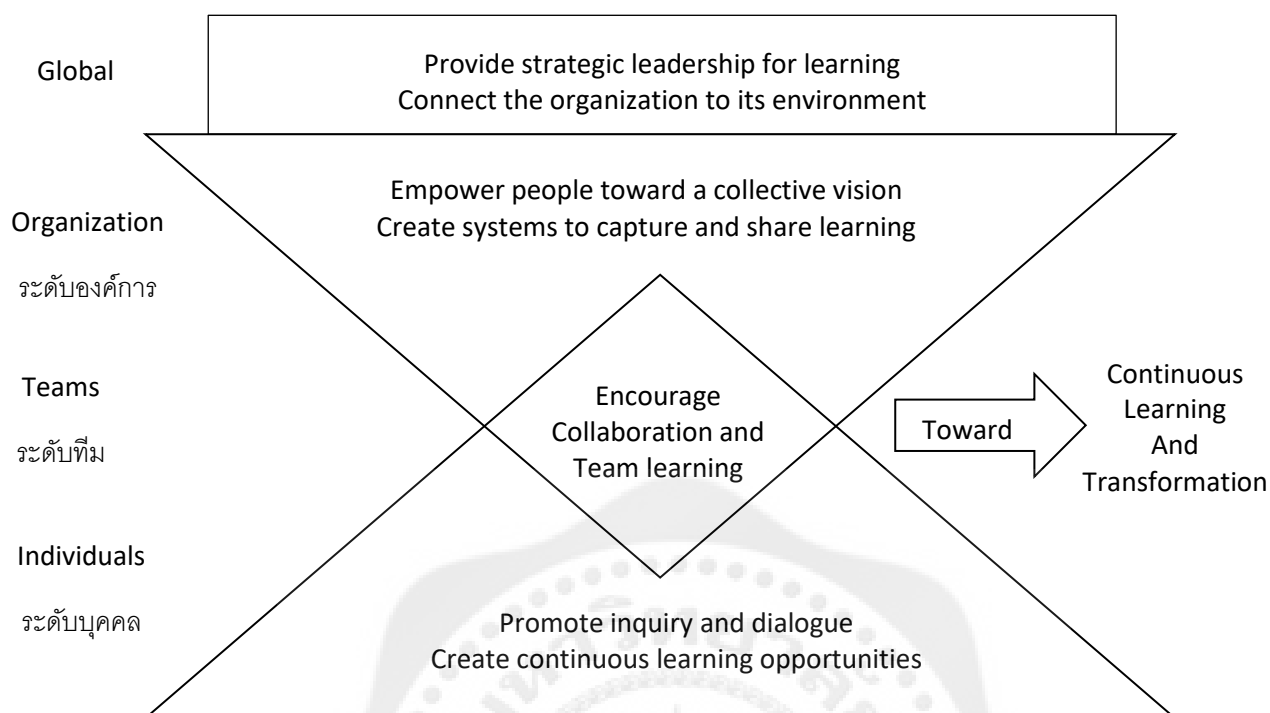 Global
Provide strategic leadership for learning
Connect the organization to its environment
Organization
ระดับองค์การ
Empower people toward a collective vision
Create systems to capture and share learning
Teams
ระดับทีม
Encourage
Collaboration and
Team learning
Toward
Continuous
Learning
And
Transformation
Individuals
ระดับบุคคล
Promote inquiry and dialogue
Create continuous learning opportunities